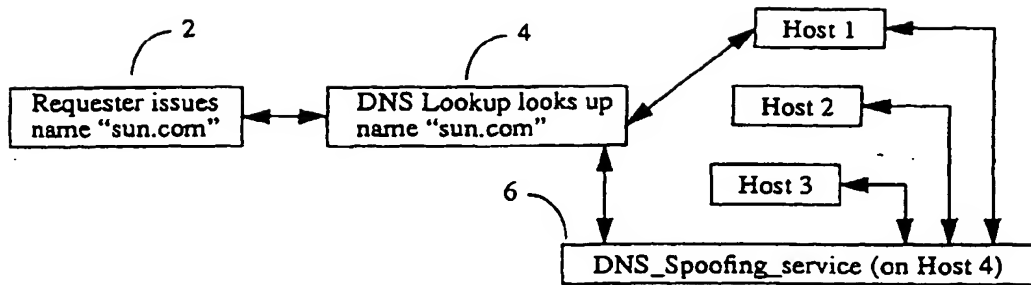 2
4
Host 1
Requester issues
name "sun.com"
DNS Lookup looks up
name "sun.com"
Host 2
Host 3
6
DNS_Spoofing_service (on Host 4)